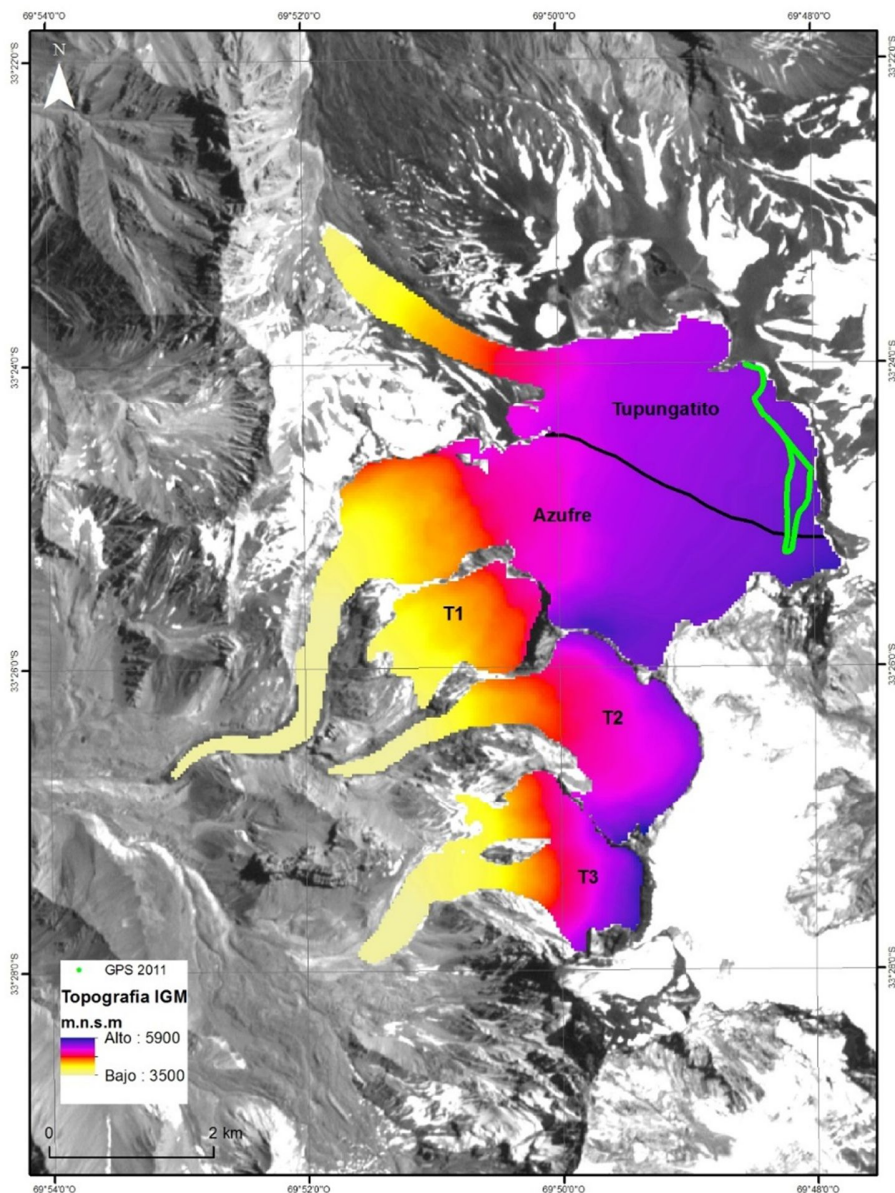 69°54'0"O 69°52'0"O 69°50'0"O 69°48'0"O
33°22'0"S 33°22'0"S
N
33°24'0"S 33°24'0"S
Tupungatito
Azufre
T1
33°26'0"S 33°26'0"S
T2
T3
33°28'0"S 33°28'0"S
GPS 2011
Topografia IGM
m.n.s.m
Alto : 5900
Bajo : 3500
0 2 km
69°54'0"O 69°52'0"O 69°50'0"O 69°48'0"O